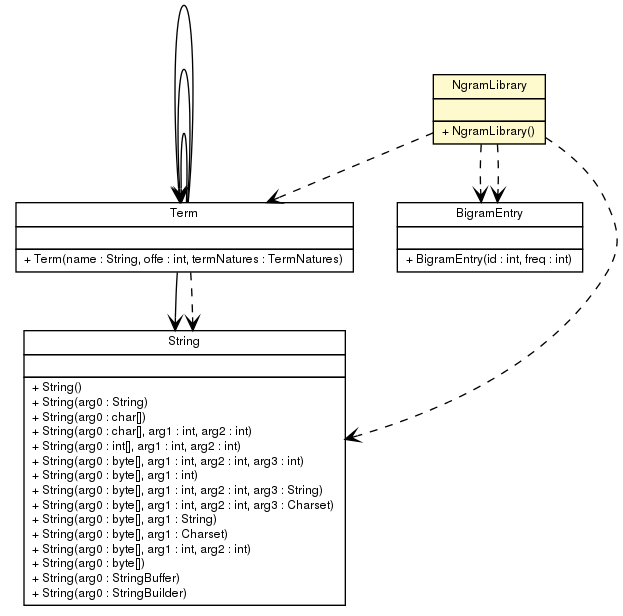 NgramLibrary
+ NgramLibrary()
Term
+ Term(name : String, offe : int, termNatures : TermNatures)
BigramEntry
+ BigramEntry(id : int, freq : int)
String
+ String()
+ String(arg0 : String)
+ String(arg0 : char[])
+ String(arg0 : char[], arg1 : int, arg2 : int)
+ String(arg0 : int[], arg1 : int, arg2 : int)
+ String(arg0 : byte[], arg1 : int, arg2 : int, arg3 : int)
+ String(arg0 : byte[], arg1 : int)
+ String(arg0 : byte[], arg1 : int, arg2 : int, arg3 : String)
+ String(arg0 : byte[], arg1 : int, arg2 : int, arg3 : Charset)
+ String(arg0 : byte[], arg1 : String)
+ String(arg0 : byte[], arg1 : Charset)
+ String(arg0 : byte[], arg1 : int, arg2 : int)
+ String(arg0 : byte[])
+ String(arg0 : StringBuffer)
+ String(arg0 : StringBuilder)